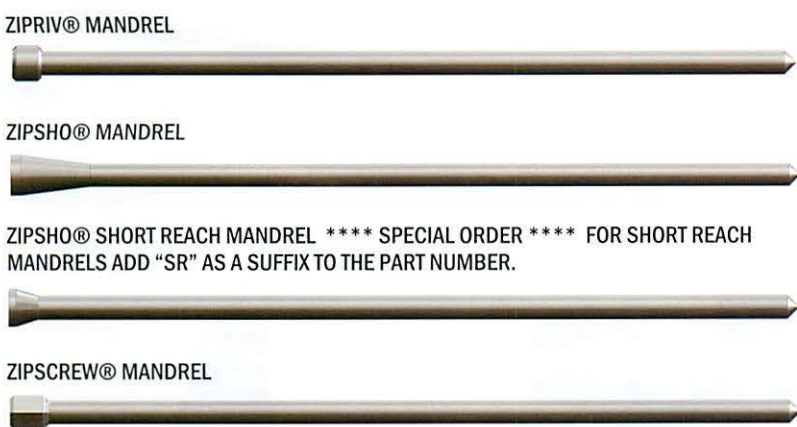 ZIPRIV® MANDREL
ZIPSHO® MANDREL
ZIPSHO® SHORT REACH MANDREL **** SPECIAL ORDER **** FOR SHORT REACH
MANDRELS ADD “SR” AS A SUFFIX TO THE PART NUMBER.
ZIPSCREW® MANDREL